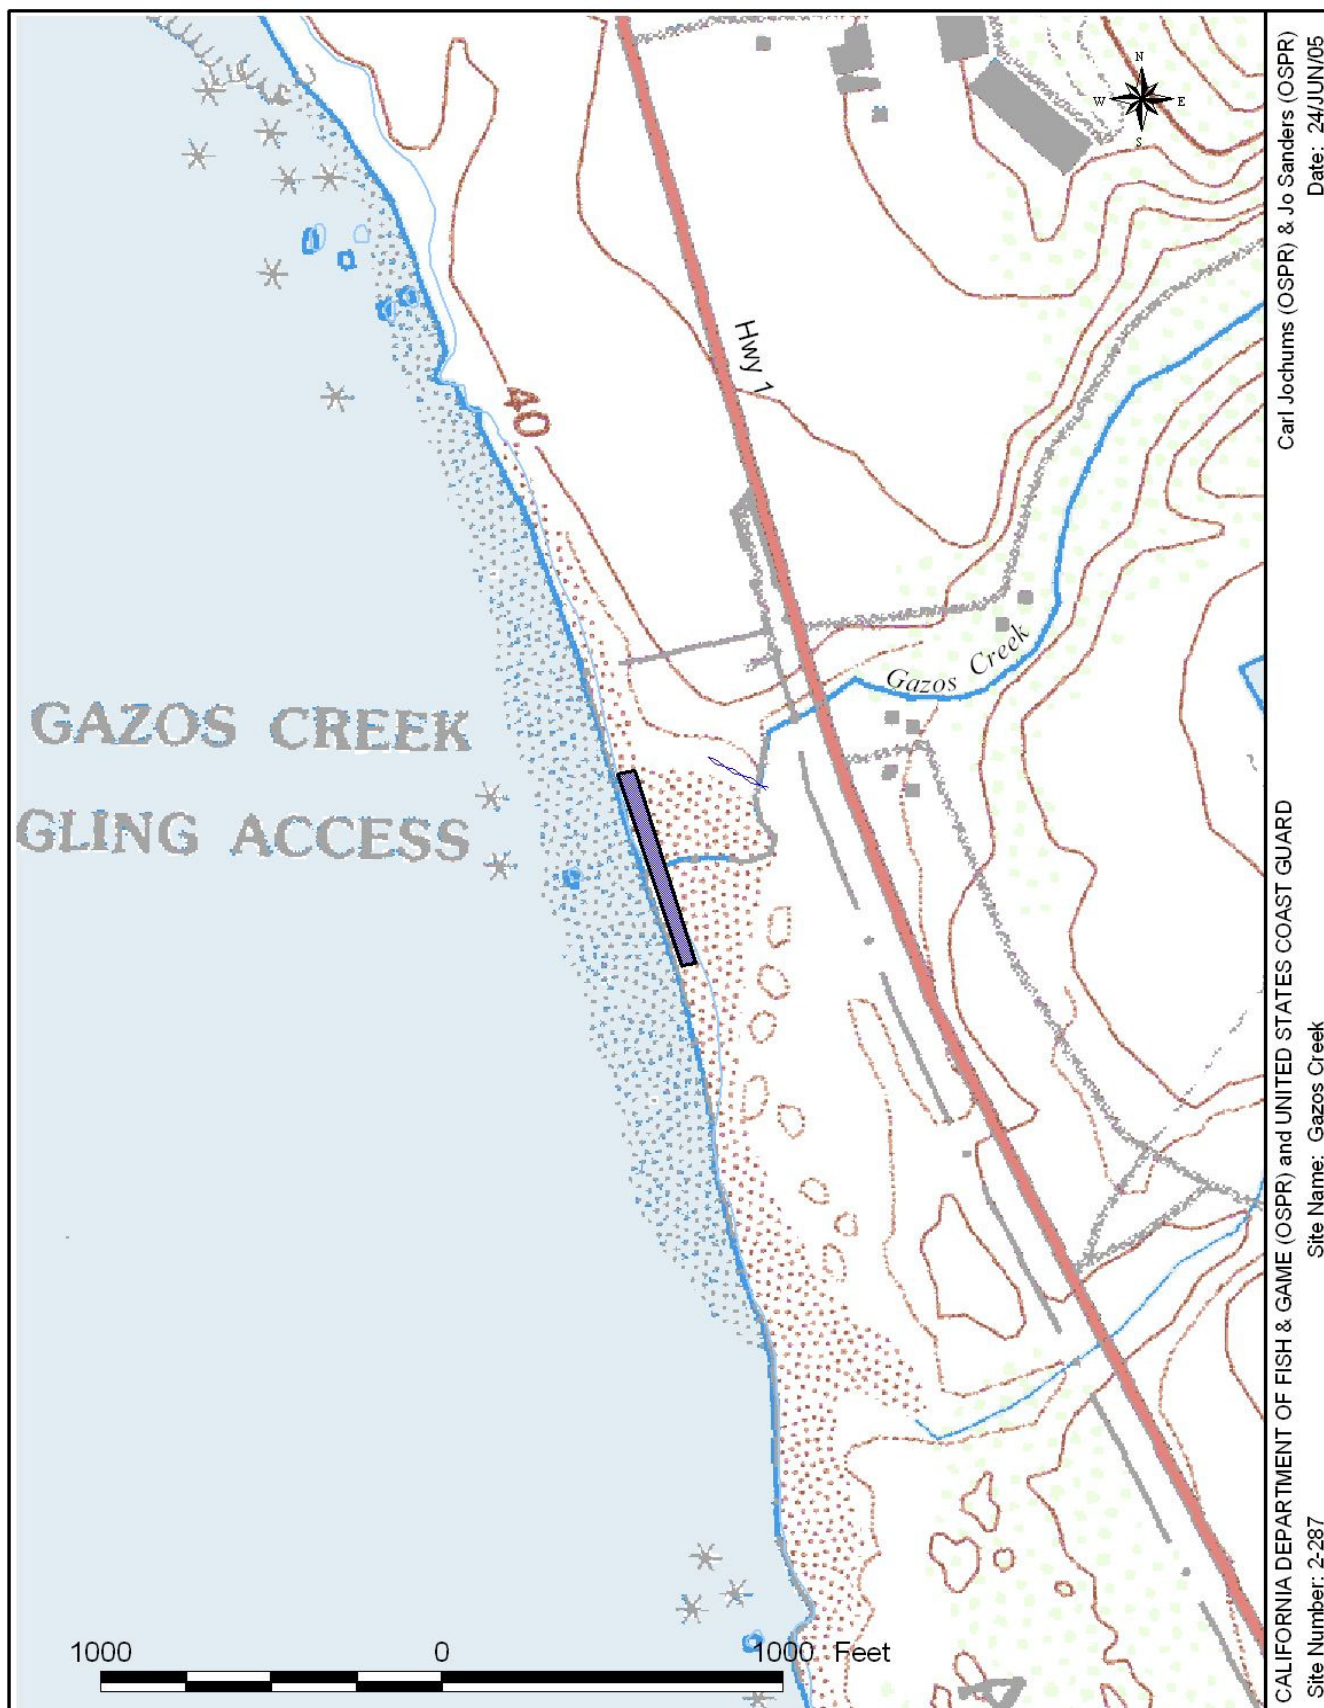 N
W E
S
40
Hwy 1
Gazos Creek
GAZOS CREEK
GLING ACCESS
1000 0 1000 Feet
Carl Jochums (OSPR) & Jo Sanders (OSPR)
Date: 24/JUN/05
CALIFORNIA DEPARTMENT OF FISH & GAME (OSPR) and UNITED STATES COAST GUARD
Site Name: Gazos Creek
Site Number: 2-287